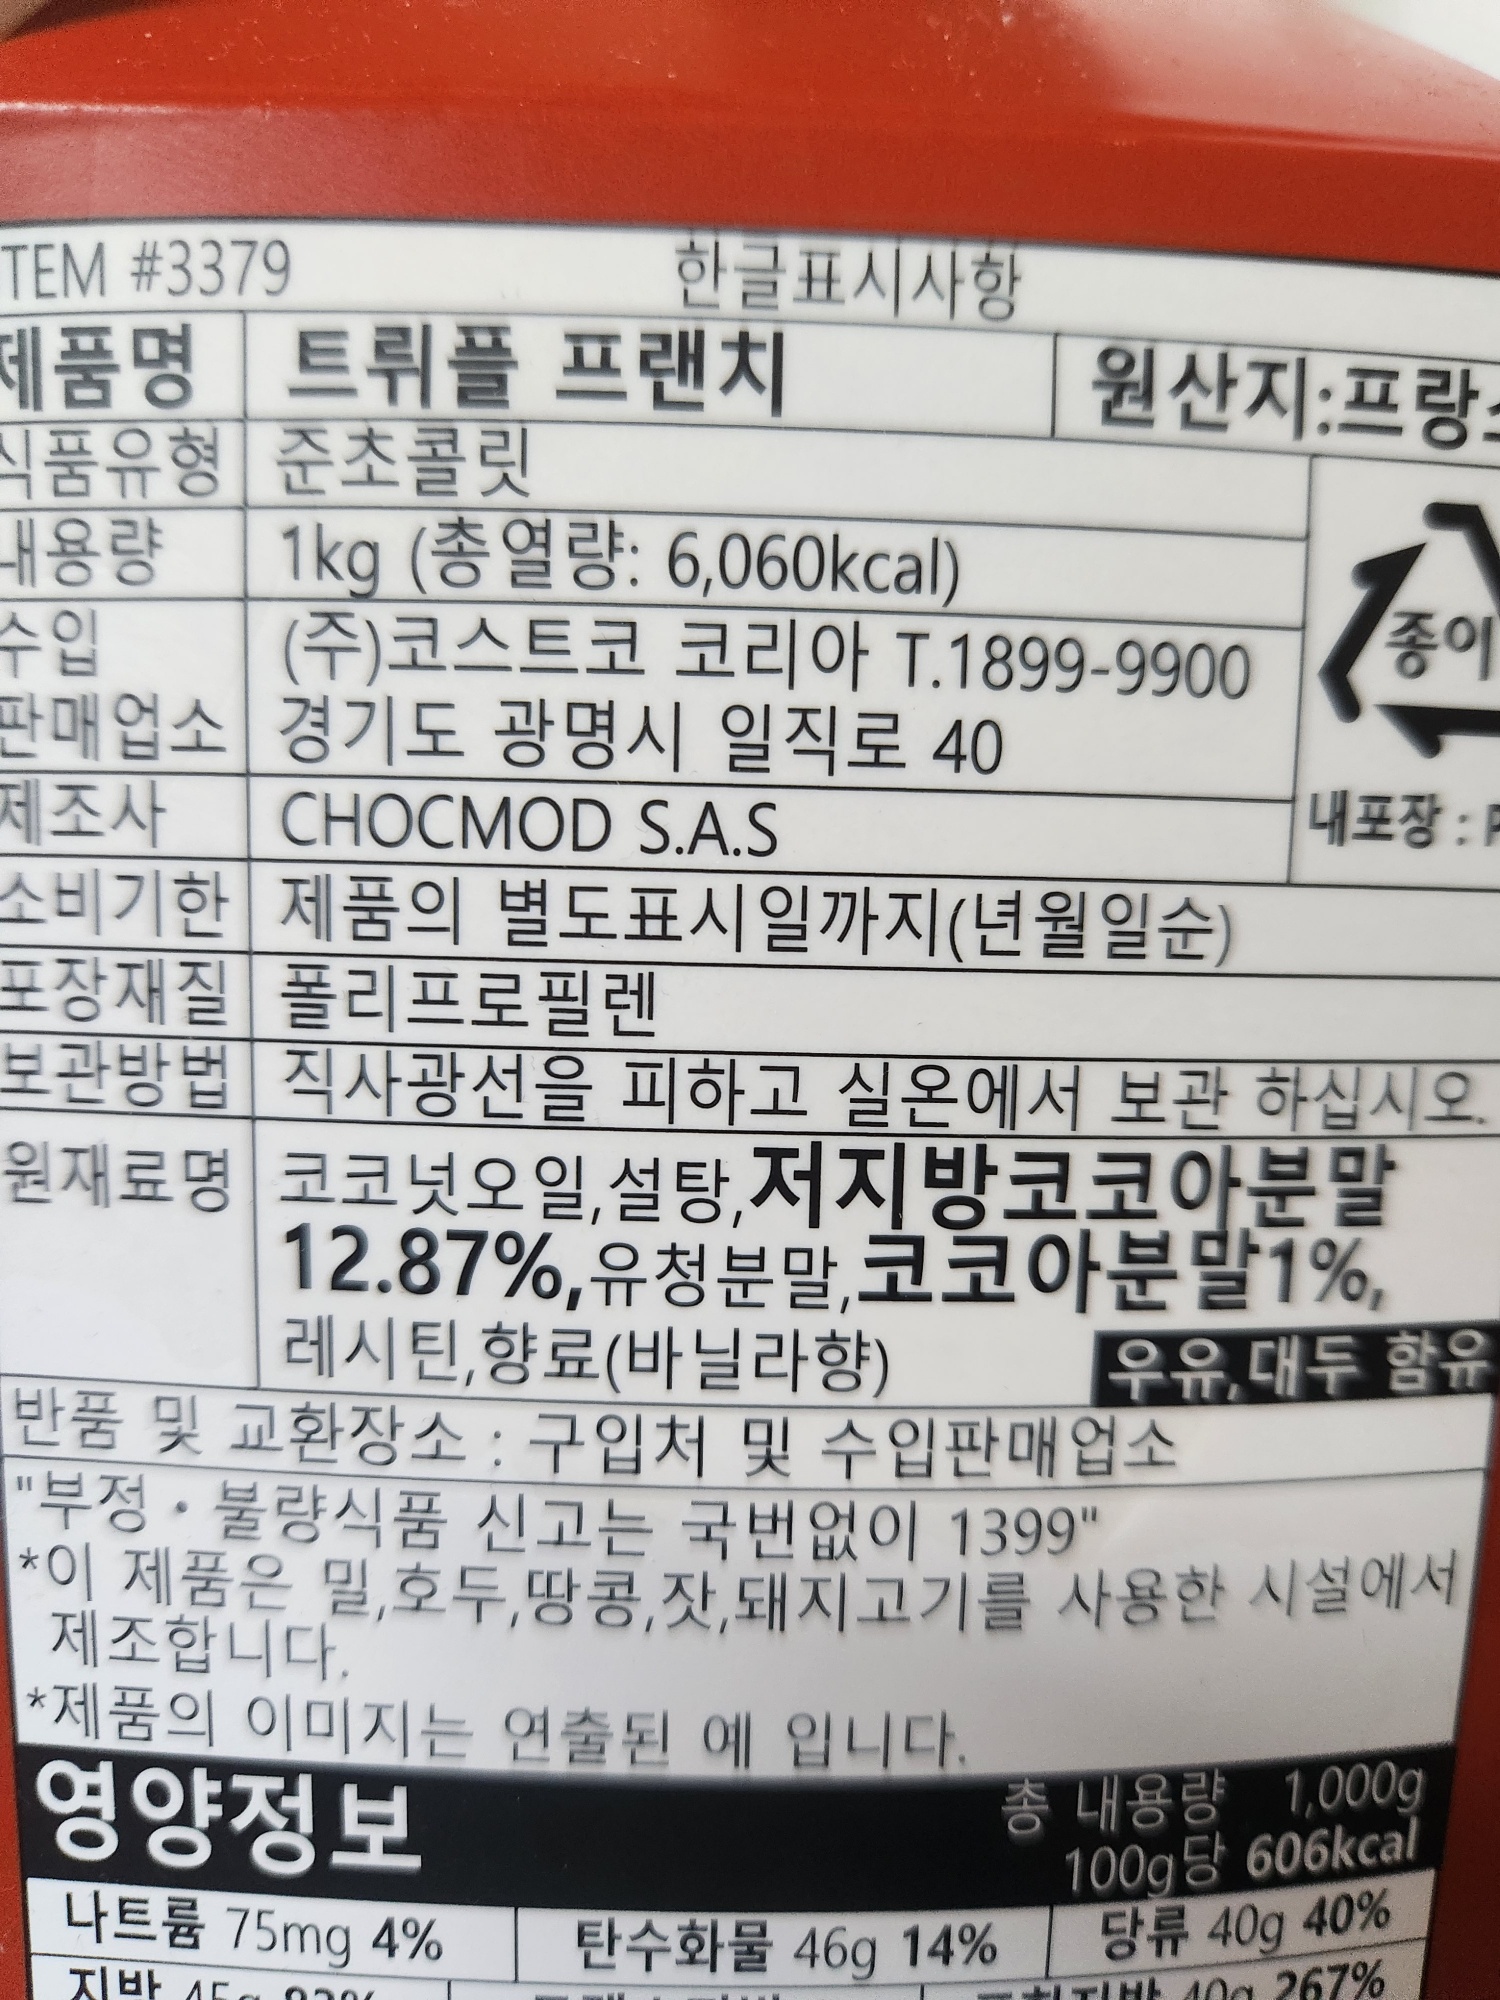 TEM #3379 한글표시사항
제품명 트뤼플 프랜치 원산지:프랑스
식품유형 준초콜릿
내용량 1kg (총열량: 6,060kcal)
수입 (주)코스트코 코리아 T.1899-9900
종이
판매업소 경기도 광명시 일직로 40
제조사 CHOCMOD S.A.S
내포장 : P
소비기한 제품의 별도표시일까지(년월일순)
포장재질 폴리프로필렌
보관방법 직사광선을 피하고 실온에서 보관 하십시오.
원재료명 코코넛오일,설탕,저지방코코아분말
12.87%,유청분말,코코아분말1%,
레시틴,향료(바닐라향) 우유,대두 함유
반품 및 교환장소 : 구입처 및 수입판매업소
"부정 · 불량식품 신고는 국번없이 1399"
*이 제품은 밀,호두,땅콩,잣,돼지고기를 사용한 시설에서
제조합니다.
*제품의 이미지는 연출된 예 입니다.
영양정보 총 내용량 1,000g
100g당 606kcal
나트륨 75mg 4% 탄수화물 46g 14% 당류 40g 40%
지방 45g 40g 267%